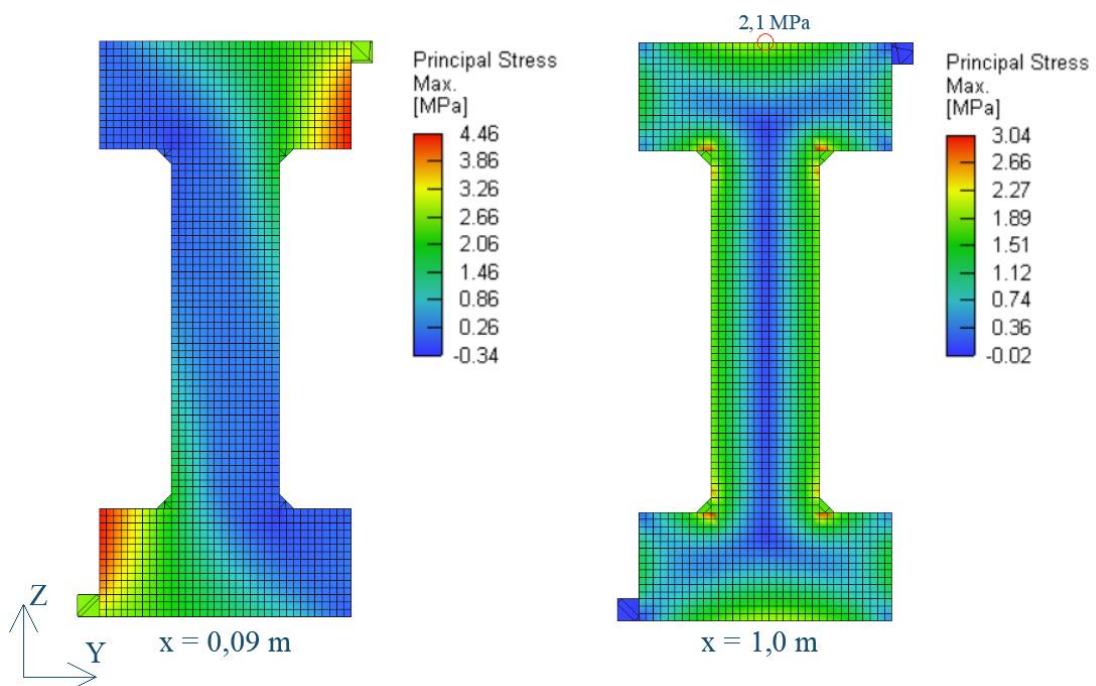 2,1 MPa
Principal Stress
Max.
[MPa]
4.46
3.86
3.26
2.66
2.06
1.46
0.86
0.26
-0.34
Principal Stress
Max.
[MPa]
3.04
2.66
2.27
1.89
1.51
1.12
0.74
0.36
-0.02
Z
Y
x = 0,09 m
x = 1,0 m